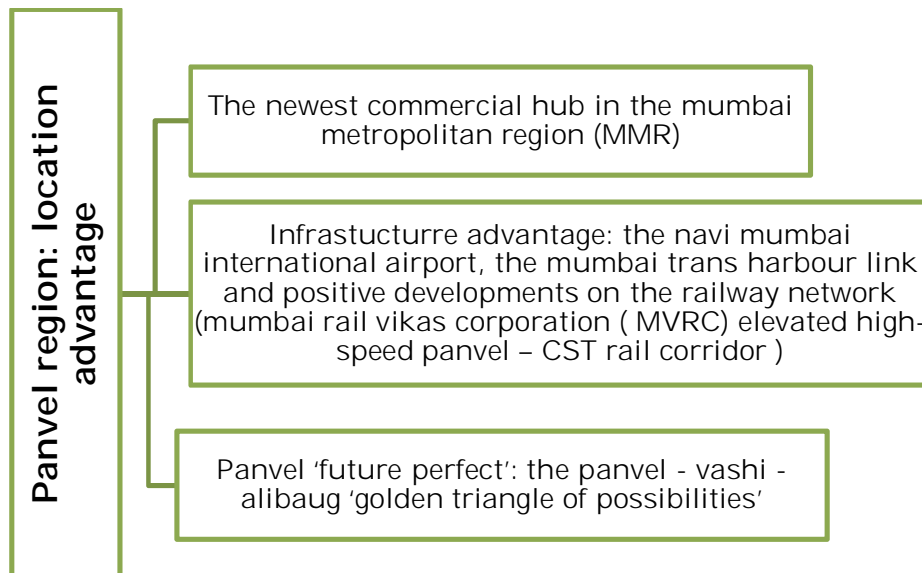 Panvel region: location
advantage
The newest commercial hub in the mumbai
metropolitan region (MMR)
Infrastucturre advantage: the navi mumbai
international airport, the mumbai trans harbour link
and positive developments on the railway network
(mumbai rail vikas corporation ( MVRC) elevated high-
speed panvel – CST rail corridor )
Panvel ‘future perfect’: the panvel - vashi -
alibaug ‘golden triangle of possibilities’